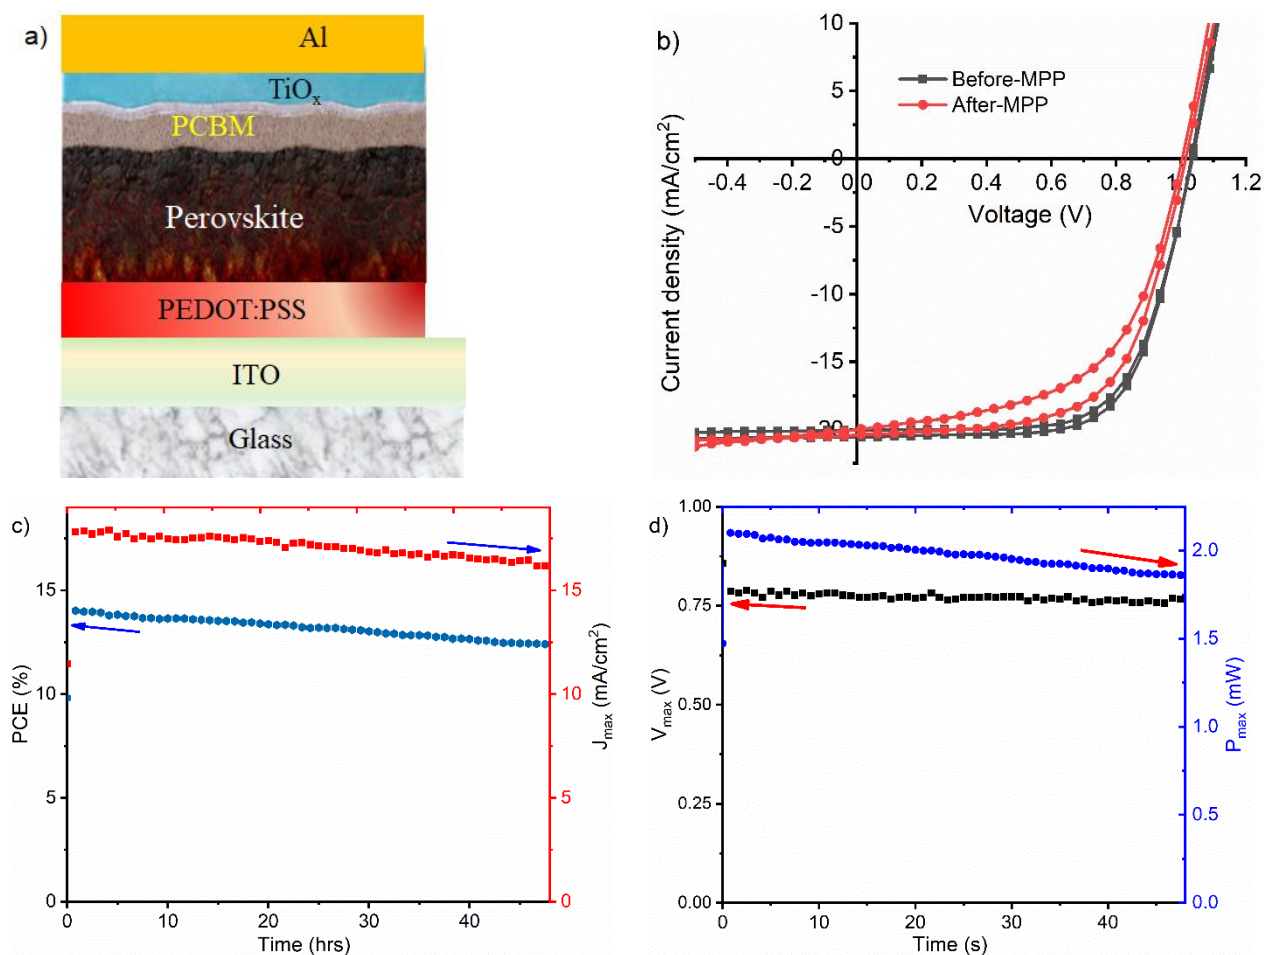 a)
Al
TiOx
PCBM
Perovskite
PEDOT:PSS
ITO
Glass
b)
Before-MPP
After-MPP
10
5
0
-5
-10
-15
-20
-0.4 -0.2 0.0 0.2 0.4 0.6 0.8 1.0 1.2
Voltage (V)
Current density (mA/cm²)
c)
15
10
5
0
PCE (%)
15
10
5
0
Jmax (mA/cm²)
0 10 20 30 40
Time (hrs)
d)
1.00
0.75
0.50
0.25
0.00
Vmax (V)
2.0
1.5
1.0
0.5
0.0
Pmax (mW)
0 10 20 30 40
Time (s)